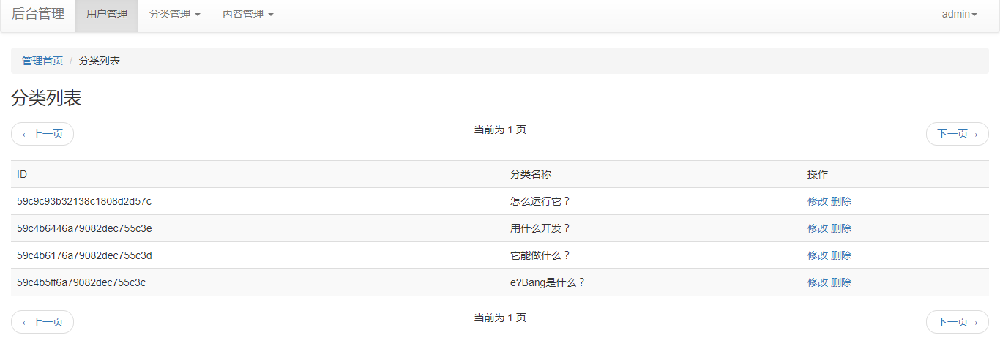 后台管理 用户管理 分类管理 内容管理 admin
管理首页 / 分类列表
分类列表
←上一页 当前为 1 页 下一页→
ID 分类名称 操作
59c9c93b32138c1808d2d57c 怎么运行它？ 修改 删除
59c4b6446a79082dec755c3e 用什么开发？ 修改 删除
59c4b6176a79082dec755c3d 它能做什么？ 修改 删除
59c4b5ff6a79082dec755c3c e?Bang是什么？ 修改 删除
←上一页 当前为 1 页 下一页→